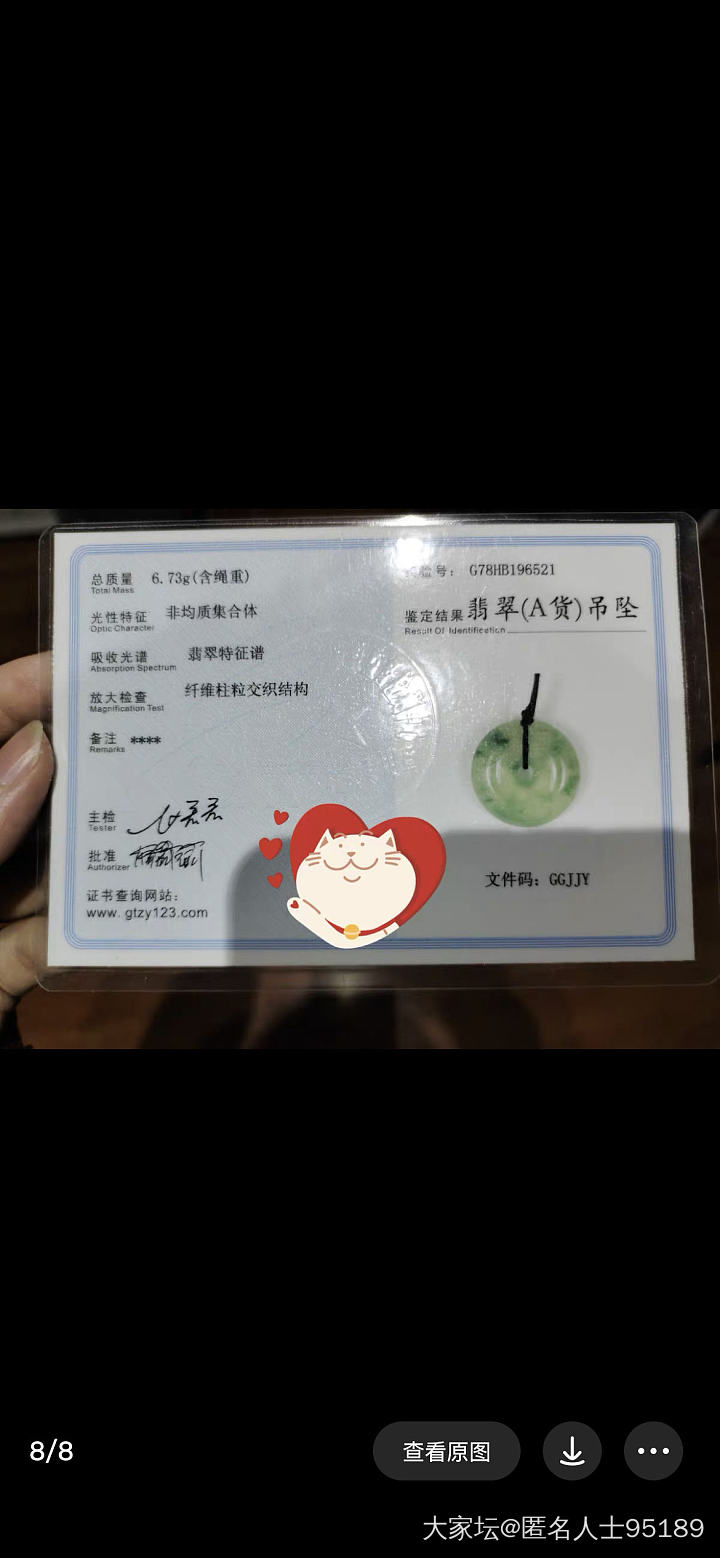 总质量 6.73g(含绳重)
Total Mass
光性特征 非均质集合体
Optic Character
吸收光谱 翡翠特征谱
Absorption Spectrum
放大检查 纤维柱粒交织结构
Magnification Test
备注 ****
Remarks
主检
Tester
批准
Authorizer
证书查询网站:
www.gtzy123.com
验号: G78HB196521
鉴定结果 翡翠(A货)吊坠
Result Of Identification
文件码: GGJJY
8/8
查看原图
大家坛@匿名人士95189